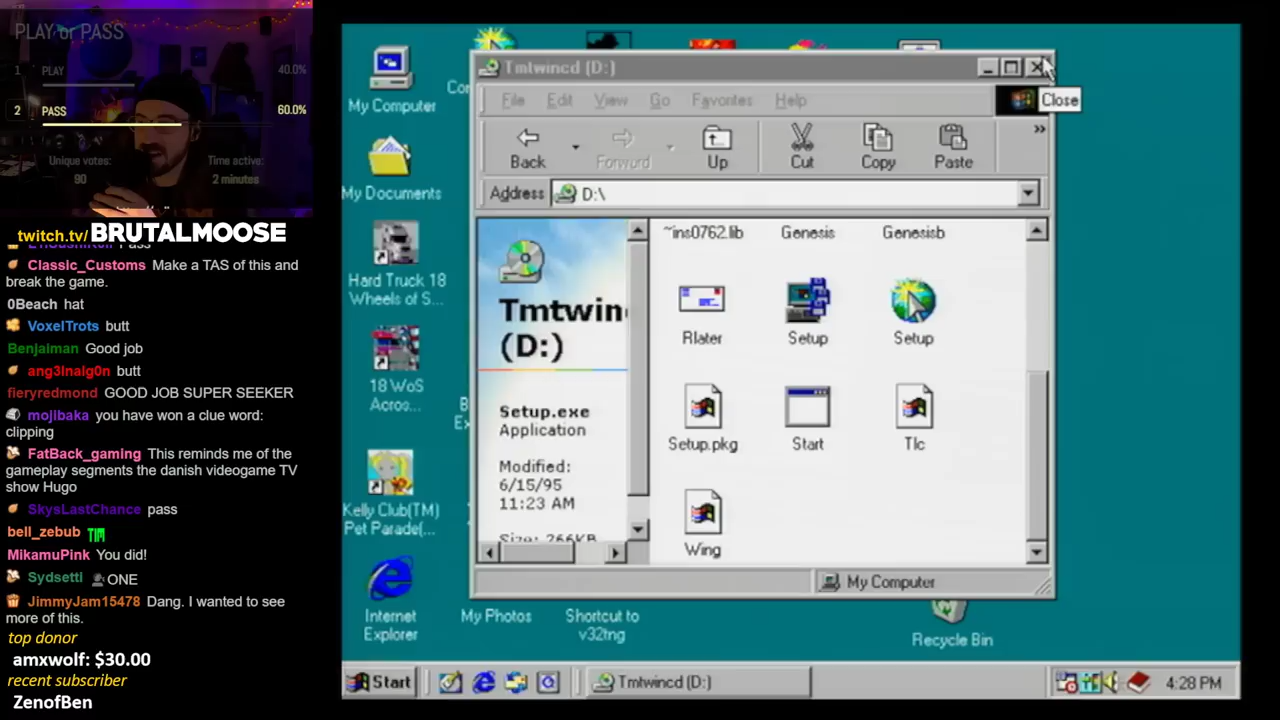 PLAY or PASS
1 PLAY 40.0%
2 PASS 60.0%
Unique votes: 90
Time active: 2 minutes
twitch.tv/BRUTALMOOSE
Classic_Customs Make a TAS of this and
break the game.
0Beach hat
VoxelTrots butt
Benjalman Good job
ang3lnalg0n butt
fieryredmond GOOD JOB SUPER SEEKER
mojibaka you have won a clue word:
clipping
FatBack_gaming This reminds me of the
gameplay segments the danish videogame TV
show Hugo
SkysLastChance pass
bell_zebub TIM
MikamuPink You did!
Sydsetti ONE
JimmyJam15478 Dang. I wanted to see
more of this.
top donor
amxwolf: $30.00
recent subscriber
ZenofBen
My Computer
My Documents
Hard Truck 18
Wheels of S...
18 WoS
Acros...
Kelly Club(TM)
Pet Parade(...
Internet
Explorer
My Photos
Shortcut to
v32tng
Recycle Bin
Tmtwincd (D:)
File Edit View Go Favorites Help
Close
Back Forward Up Cut Copy Paste
Address D:\
Tmtwin
(D:)
Setup.exe
Application
Modified:
6/15/95
11:23 AM
Size: 266KB
~ins0762.lib Genesis Genesisb
Rlater Setup Setup
Setup.pkg Start Tlc
Wing
My Computer
Start Tmtwincd (D:) 4:28 PM